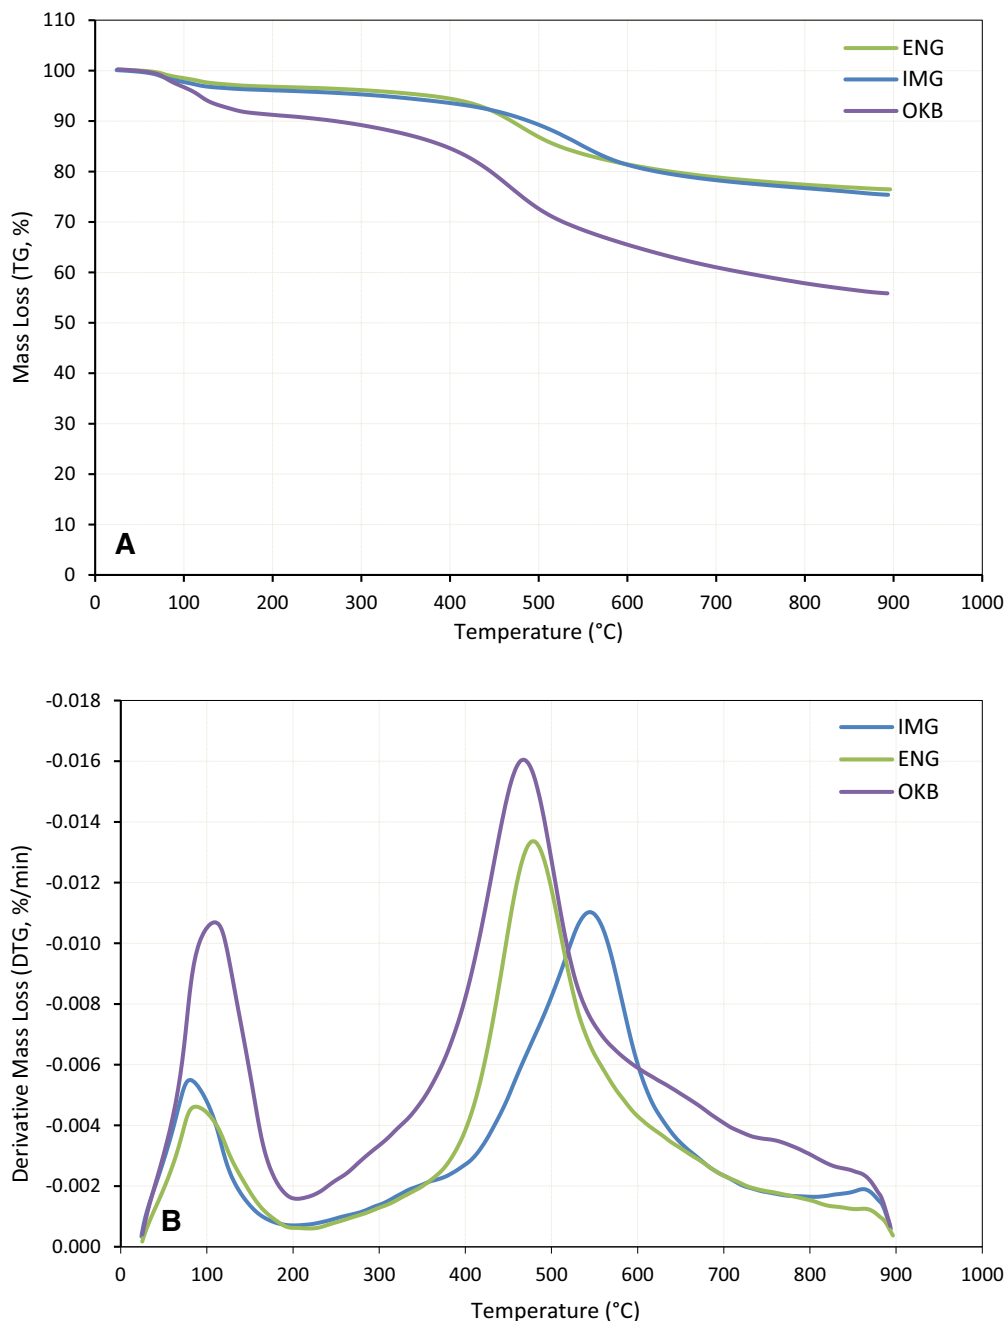 110
100
90
80
70
60
50
40
30
20
10
0
Mass Loss (TG, %)
ENG
IMG
OKB
A
0 100 200 300 400 500 600 700 800 900 1000
Temperature (°C)
-0.018
-0.016
-0.014
-0.012
-0.010
-0.008
-0.006
-0.004
-0.002
0.000
Derivative Mass Loss (DTG, %/min)
IMG
ENG
OKB
B
0 100 200 300 400 500 600 700 800 900 1000
Temperature (°C)